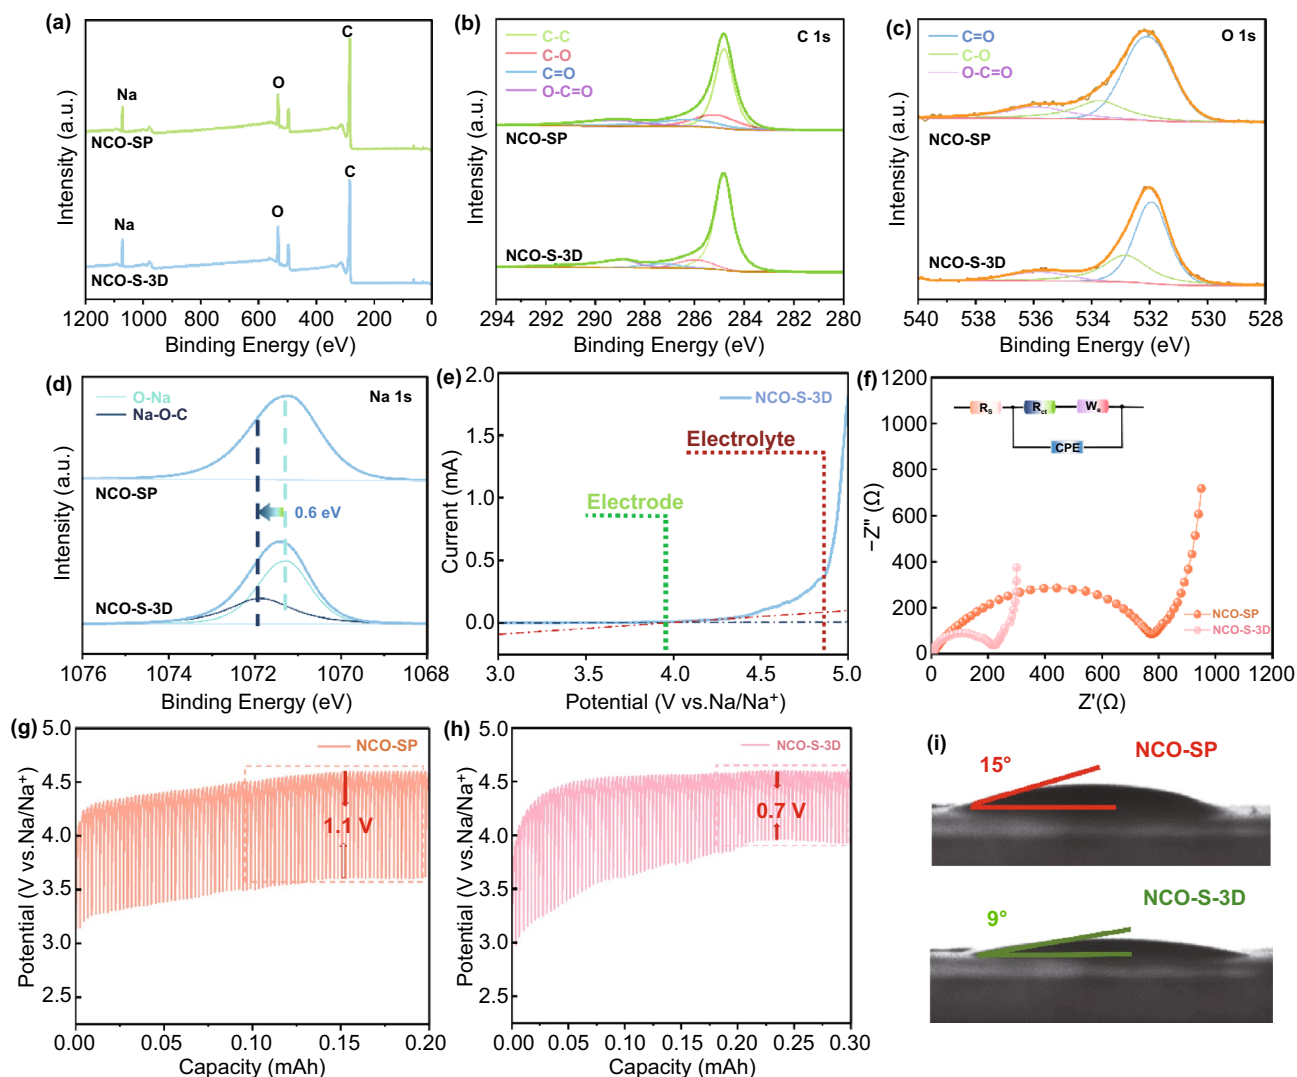 (a)
C
O
Na
NCO-SP
C
O
Na
NCO-S-3D
Intensity (a.u.)
1200 1000 800 600 400 200 0
Binding Energy (eV)
(b)
C 1s
C-C
C-O
C=O
O-C=O
NCO-SP
NCO-S-3D
Intensity (a.u.)
294 292 290 288 286 284 282 280
Binding Energy (eV)
(c)
O 1s
C=O
C-O
O-C=O
NCO-SP
NCO-S-3D
Intensity (a.u.)
540 538 536 534 532 530 528
Binding Energy (eV)
(d)
Na 1s
O-Na
Na-O-C
NCO-SP
0.6 eV
NCO-S-3D
Intensity (a.u.)
1076 1074 1072 1070 1068
Binding Energy (eV)
(e)
NCO-S-3D
Electrolyte
Electrode
Current (mA)
2.0
1.5
1.0
0.5
0.0
3.0 3.5 4.0 4.5 5.0
Potential (V vs.Na/Na⁺)
(f)
Rs
Rct
Wo
CPE
NCO-SP
NCO-S-3D
−Z'' (Ω)
1200
1000
800
600
400
200
0
0 200 400 600 800 1000 1200
Z'(Ω)
(g)
NCO-SP
1.1 V
Potential (V vs.Na/Na⁺)
5.0
4.5
4.0
3.5
3.0
2.5
0.00 0.05 0.10 0.15 0.20
Capacity (mAh)
(h)
NCO-S-3D
0.7 V
Potential (V vs.Na/Na⁺)
5.0
4.5
4.0
3.5
3.0
2.5
0.00 0.05 0.10 0.15 0.20 0.25 0.30
Capacity (mAh)
(i)
NCO-SP
15°
NCO-S-3D
9°